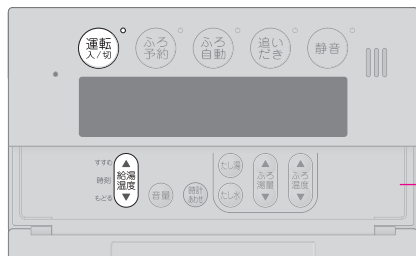 運転
入/切
ふろ
予約
ふろ
自動
追い
だき
静音
すすむ
時刻
もどる
給湯
温度
音量
時計
あわせ
たし湯
たし水
ふろ
湯量
ふろ
温度